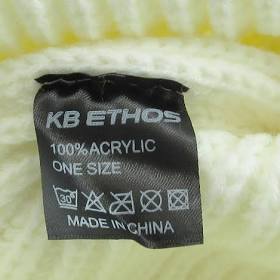 KB ETHOS
100% ACRYLIC
ONE SIZE
30°
MADE IN CHINA